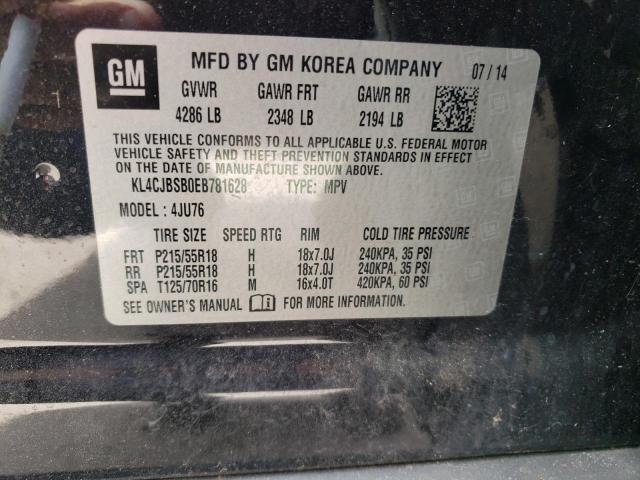 GM
MFD BY GM KOREA COMPANY 07/14
GVWR GAWR FRT GAWR RR
4286 LB 2348 LB 2194 LB
THIS VEHICLE CONFORMS TO ALL APPLICABLE U.S. FEDERAL MOTOR
VEHICLE SAFETY AND THEFT PREVENTION STANDARDS IN EFFECT
ON THE DATE OF MANUFACTURE SHOWN ABOVE.
KL4CJBSB0EB781628 TYPE: MPV
MODEL : 4JU76
TIRE SIZE SPEED RTG RIM COLD TIRE PRESSURE
FRT P215/55R18 H 18x7.0J 240KPA, 35 PSI
RR P215/55R18 H 18x7.0J 240KPA, 35 PSI
SPA T125/70R16 M 16x4.0T 420KPA, 60 PSI
SEE OWNER'S MANUAL FOR ADDITIONAL INFORMATION